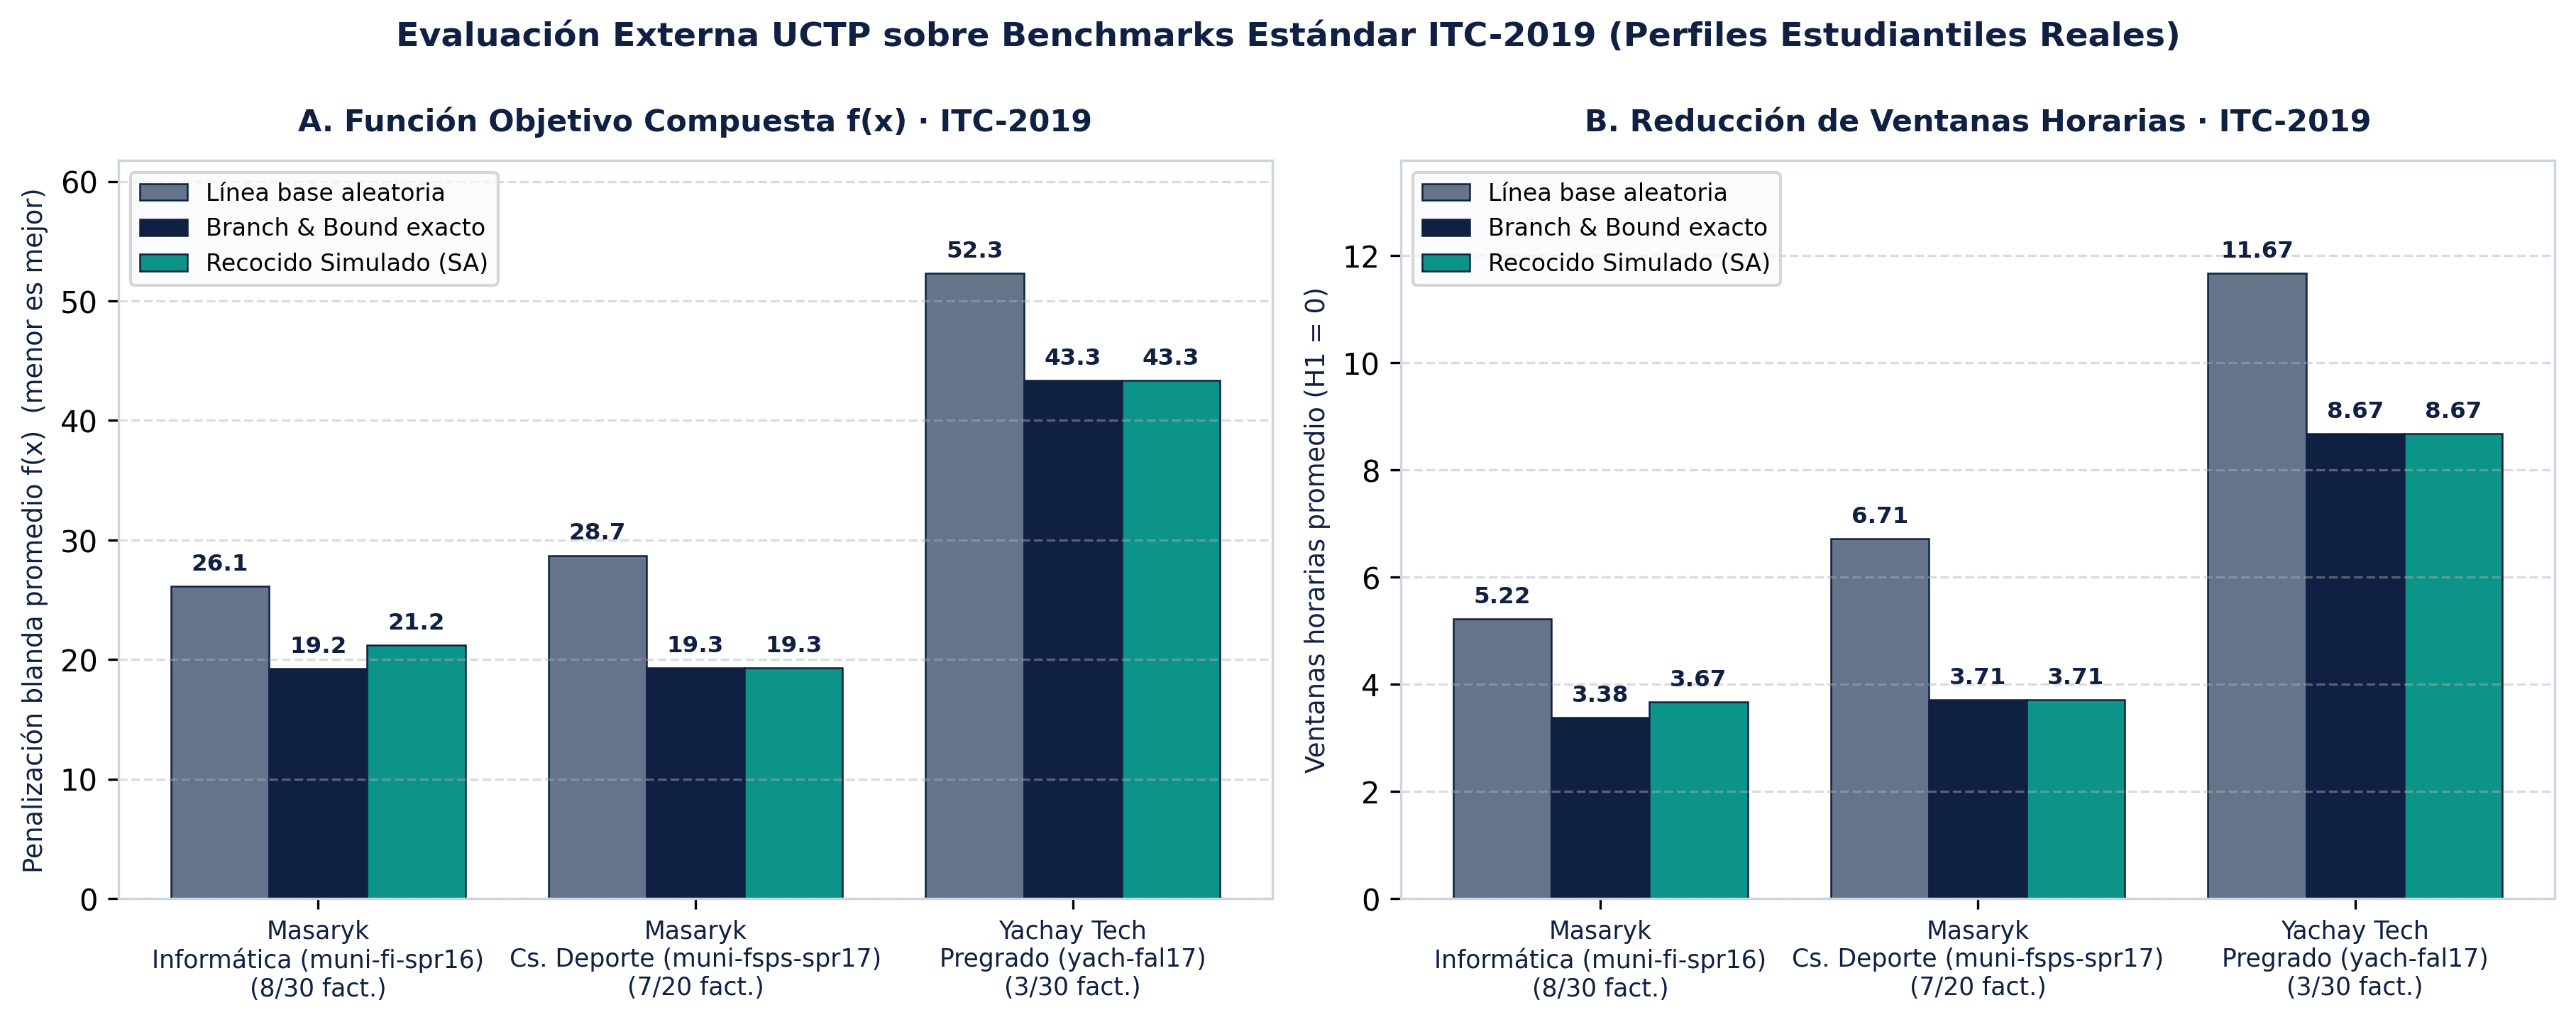 Evaluación Externa UCTP sobre Benchmarks Estándar ITC-2019 (Perfiles Estudiantiles Reales)
A. Función Objetivo Compuesta f(x) · ITC-2019
Penalización blanda promedio f(x)  (menor es mejor)
60
50
40
30
20
10
0
Línea base aleatoria
Branch & Bound exacto
Recocido Simulado (SA)
26.1
19.2
21.2
28.7
19.3
19.3
52.3
43.3
43.3
Masaryk
Informática (muni-fi-spr16)
(8/30 fact.)
Masaryk
Cs. Deporte (muni-fsps-spr17)
(7/20 fact.)
Yachay Tech
Pregrado (yach-fal17)
(3/30 fact.)
B. Reducción de Ventanas Horarias · ITC-2019
Ventanas horarias promedio (H1 = 0)
12
10
8
6
4
2
0
Línea base aleatoria
Branch & Bound exacto
Recocido Simulado (SA)
5.22
3.38
3.67
6.71
3.71
3.71
11.67
8.67
8.67
Masaryk
Informática (muni-fi-spr16)
(8/30 fact.)
Masaryk
Cs. Deporte (muni-fsps-spr17)
(7/20 fact.)
Yachay Tech
Pregrado (yach-fal17)
(3/30 fact.)